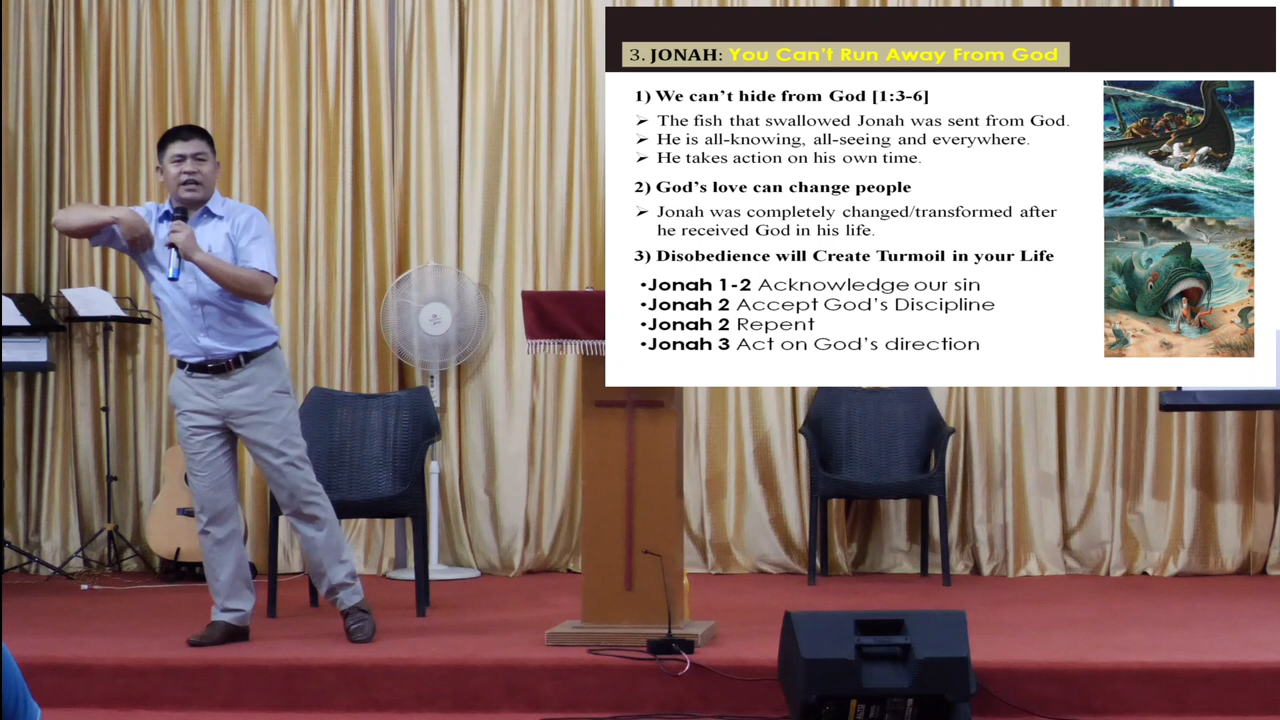 3. JONAH: You Can't Run Away From God
1) We can't hide from God [1:3-6]
➢ The fish that swallowed Jonah was sent from God.
➢ He is all-knowing, all-seeing and everywhere.
➢ He takes action on his own time.
2) God's love can change people
➢ Jonah was completely changed/transformed after
he received God in his life.
3) Disobedience will Create Turmoil in your Life
•Jonah 1-2 Acknowledge our sin
•Jonah 2 Accept God's Discipline
•Jonah 2 Repent
•Jonah 3 Act on God's direction